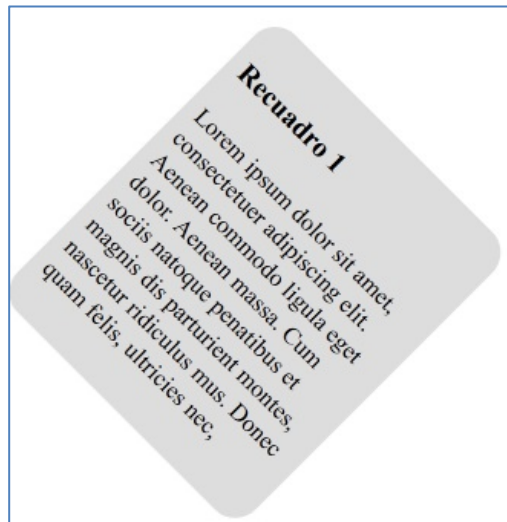 Recuadro 1
Lorem ipsum dolor sit amet,
consectetuer adipiscing elit.
Aenean commodo ligula eget
dolor. Aenean massa. Cum
sociis natoque penatibus et
magnis dis parturient montes,
nascetur ridiculus mus. Donec
quam felis, ultricies nec,